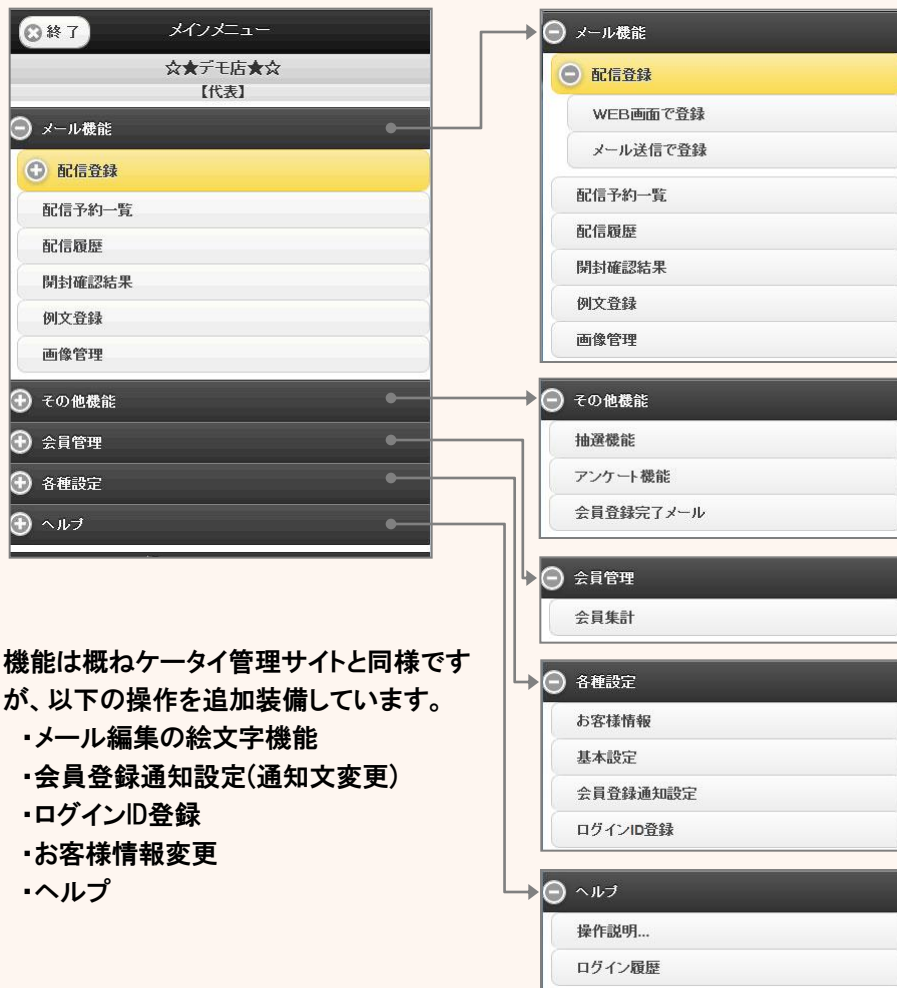 終了
メインメニュー
☆★デモ店★☆
【代表】
メール機能
配信登録
配信予約一覧
配信履歴
開封確認結果
例文登録
画像管理
その他機能
会員管理
各種設定
ヘルプ
機能は概ねケータイ管理サイトと同様です
が、以下の操作を追加装備しています。
・メール編集の絵文字機能
・会員登録通知設定(通知文変更)
・ログインID登録
・お客様情報変更
・ヘルプ
メール機能
配信登録
WEB画面で登録
メール送信で登録
配信予約一覧
配信履歴
開封確認結果
例文登録
画像管理
その他機能
抽選機能
アンケート機能
会員登録完了メール
会員管理
会員集計
各種設定
お客様情報
基本設定
会員登録通知設定
ログインID登録
ヘルプ
操作説明...
ログイン履歴